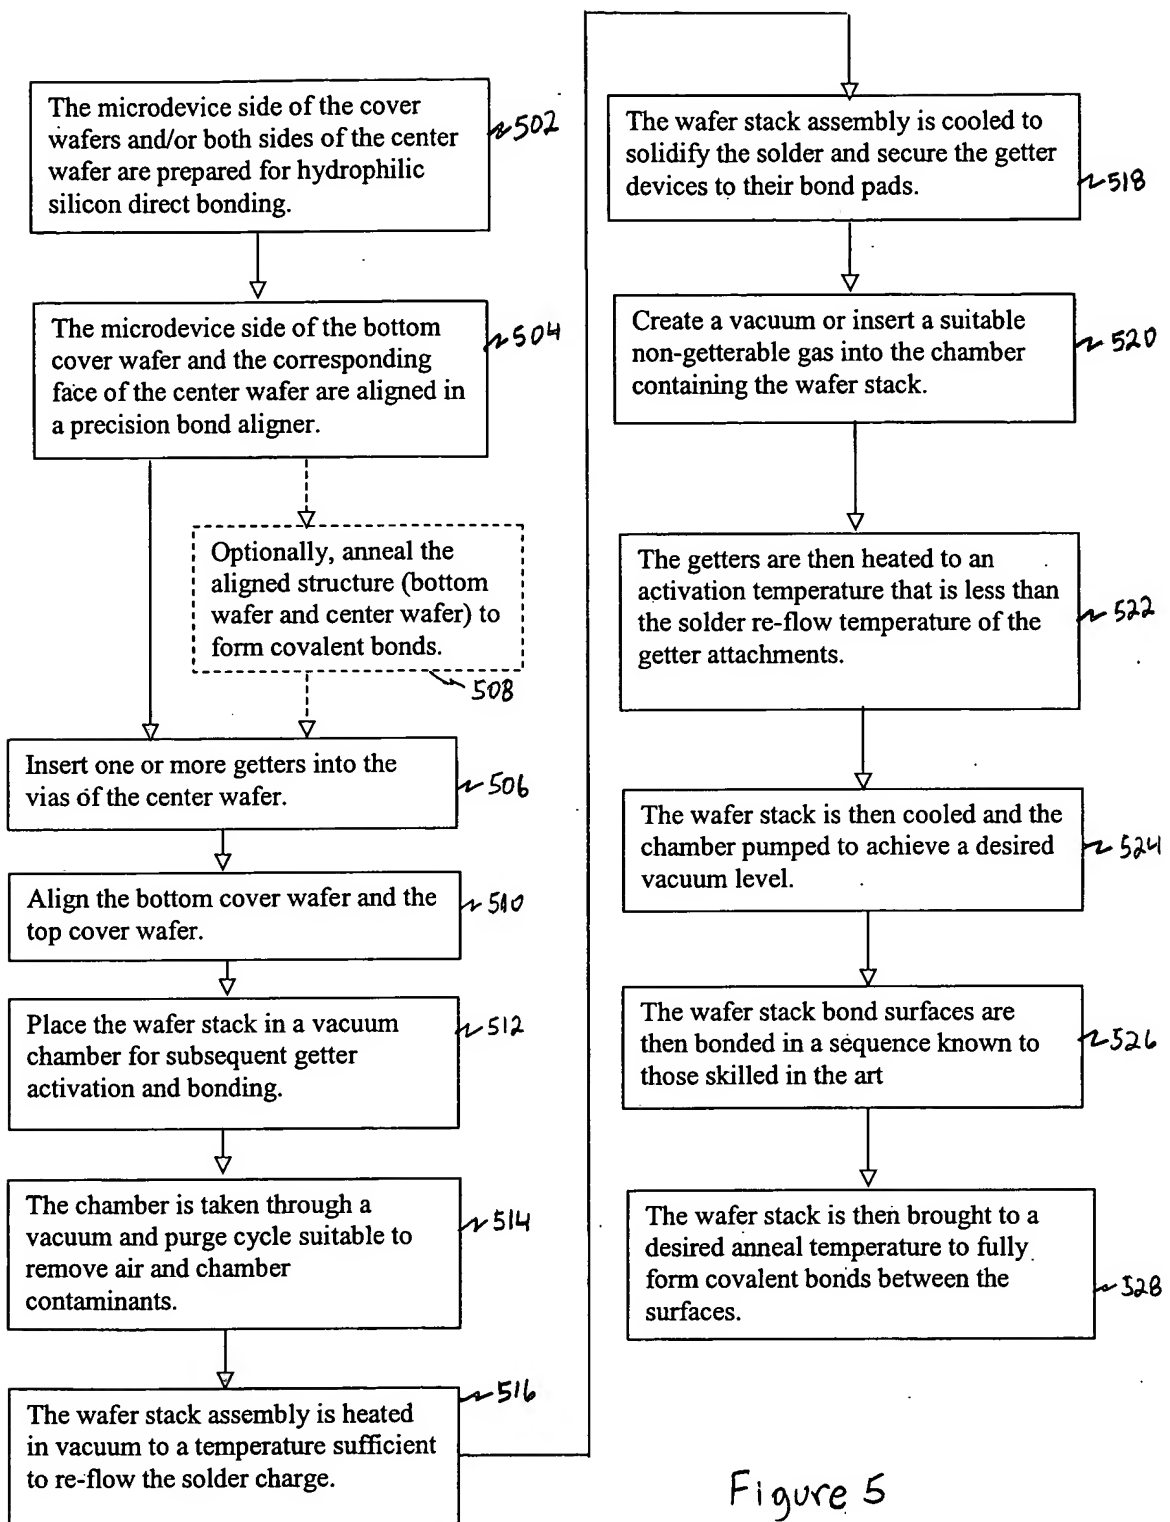 The microdevice side of the cover
wafers and/or both sides of the center
wafer are prepared for hydrophilic
silicon direct bonding.
502
The microdevice side of the bottom
cover wafer and the corresponding
face of the center wafer are aligned in
a precision bond aligner.
504
Optionally, anneal the
aligned structure (bottom
wafer and center wafer) to
form covalent bonds.
508
Insert one or more getters into the
vias of the center wafer.
506
Align the bottom cover wafer and the
top cover wafer.
510
Place the wafer stack in a vacuum
chamber for subsequent getter
activation and bonding.
512
The chamber is taken through a
vacuum and purge cycle suitable to
remove air and chamber
contaminants.
514
The wafer stack assembly is heated
in vacuum to a temperature sufficient
to re-flow the solder charge.
516
The wafer stack assembly is cooled to
solidify the solder and secure the getter
devices to their bond pads.
518
Create a vacuum or insert a suitable
non-getterable gas into the chamber
containing the wafer stack.
520
The getters are then heated to an
activation temperature that is less than
the solder re-flow temperature of the
getter attachments.
522
The wafer stack is then cooled and the
chamber pumped to achieve a desired
vacuum level.
524
The wafer stack bond surfaces are
then bonded in a sequence known to
those skilled in the art
526
The wafer stack is then brought to a
desired anneal temperature to fully
form covalent bonds between the
surfaces.
528
Figure 5